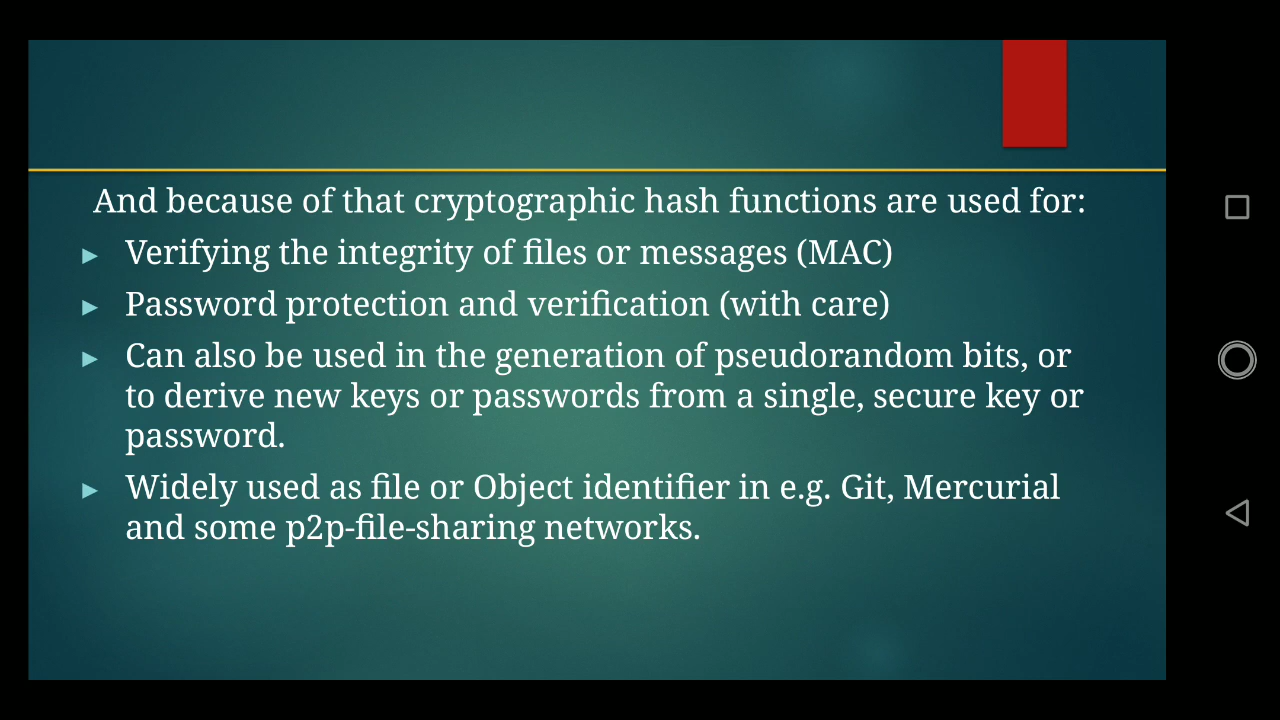 And because of that cryptographic hash functions are used for:
Verifying the integrity of files or messages (MAC)
Password protection and verification (with care)
Can also be used in the generation of pseudorandom bits, or
to derive new keys or passwords from a single, secure key or
password.
Widely used as file or Object identifier in e.g. Git, Mercurial
and some p2p-file-sharing networks.